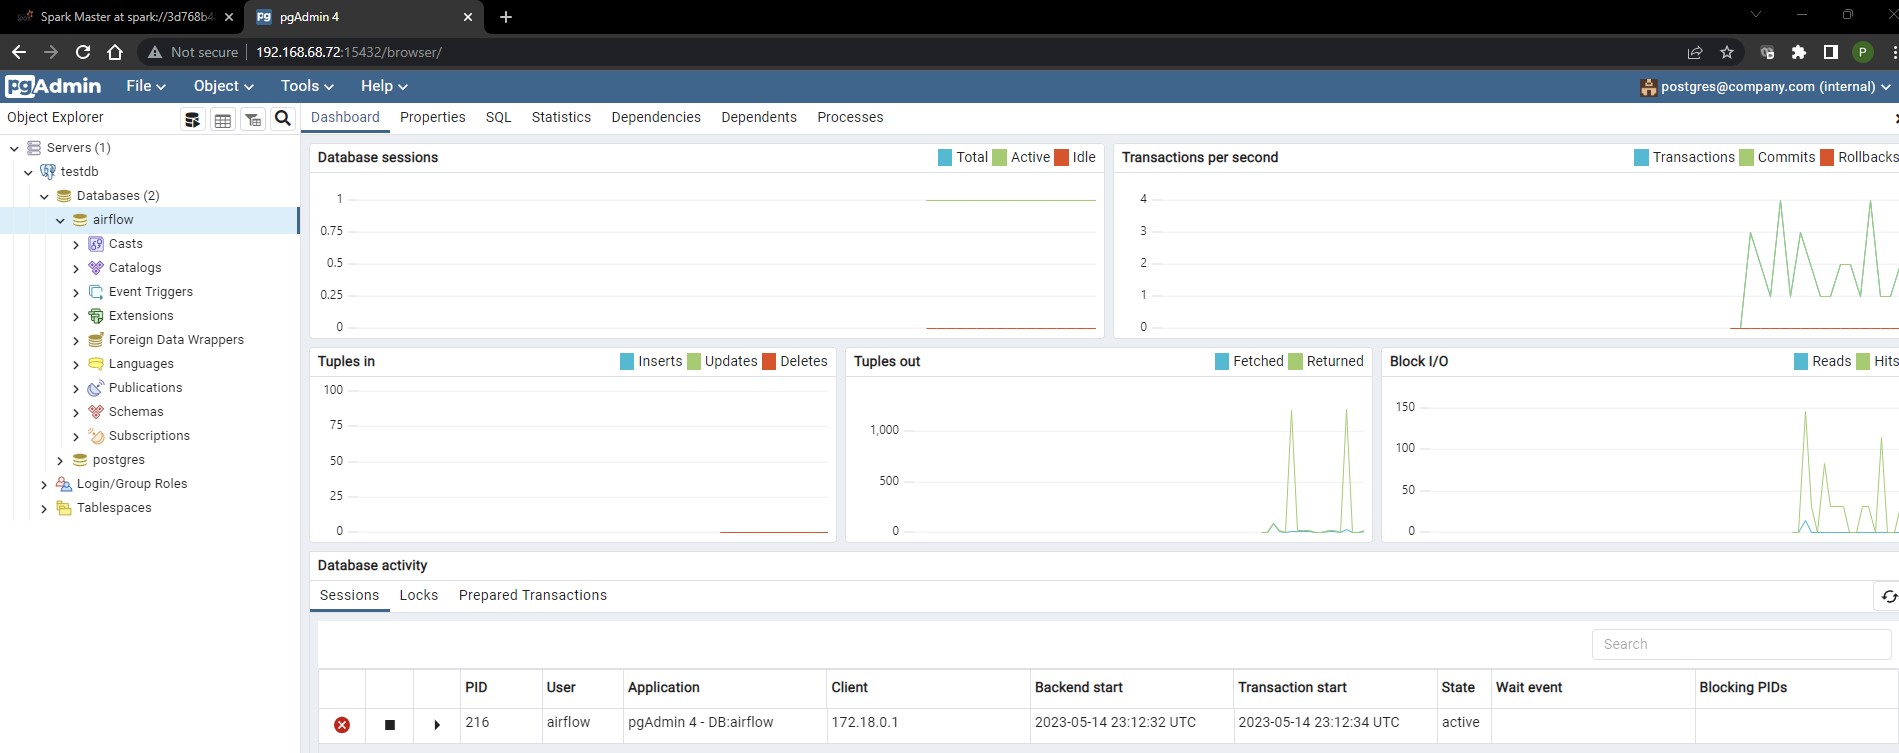 Spark Master at spark://3d768b4
pgAdmin 4
Not secure 192.168.68.72:15432/browser/
P
pgAdmin File Object Tools Help postgres@company.com (internal)
Object Explorer
Dashboard Properties SQL Statistics Dependencies Dependents Processes
Servers (1)
testdb
Databases (2)
airflow
Casts
Catalogs
Event Triggers
Extensions
Foreign Data Wrappers
Languages
Publications
Schemas
Subscriptions
postgres
Login/Group Roles
Tablespaces
Database sessions Total Active Idle
1
0.75
0.5
0.25
0
Transactions per second Transactions Commits Rollbacks
4
3
2
1
0
Tuples in Inserts Updates Deletes
100
75
50
25
0
Tuples out Fetched Returned
1,000
500
0
Block I/O Reads Hits
150
100
50
0
Database activity
Sessions Locks Prepared Transactions
Search
PID User Application Client Backend start Transaction start State Wait event Blocking PIDs
216 airflow pgAdmin 4 - DB:airflow 172.18.0.1 2023-05-14 23:12:32 UTC 2023-05-14 23:12:34 UTC active